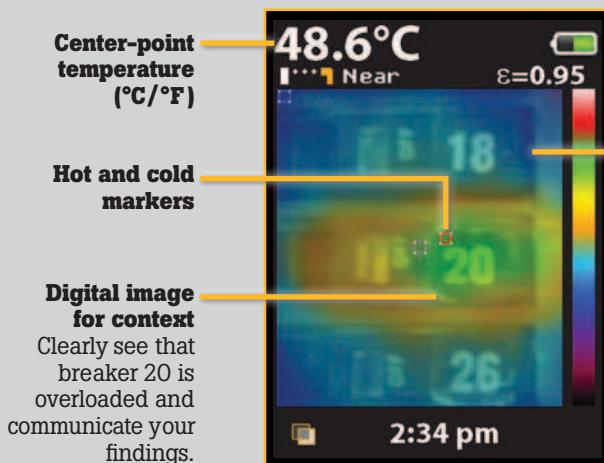 Center-point
temperature
(°C/°F)
Hot and cold
markers
Digital image
for context
Clearly see that
breaker 20 is
overloaded and
communicate your
findings.
48.6°C
Near
ε=0.95
18
20
26
2:34 pm